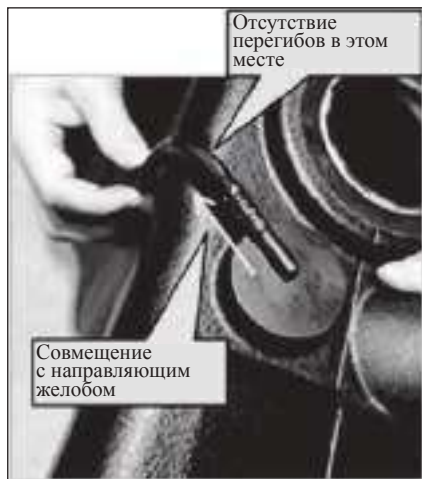 Отсутствие
перегибов в этом
месте
Совмещение
с направляющим
желобом